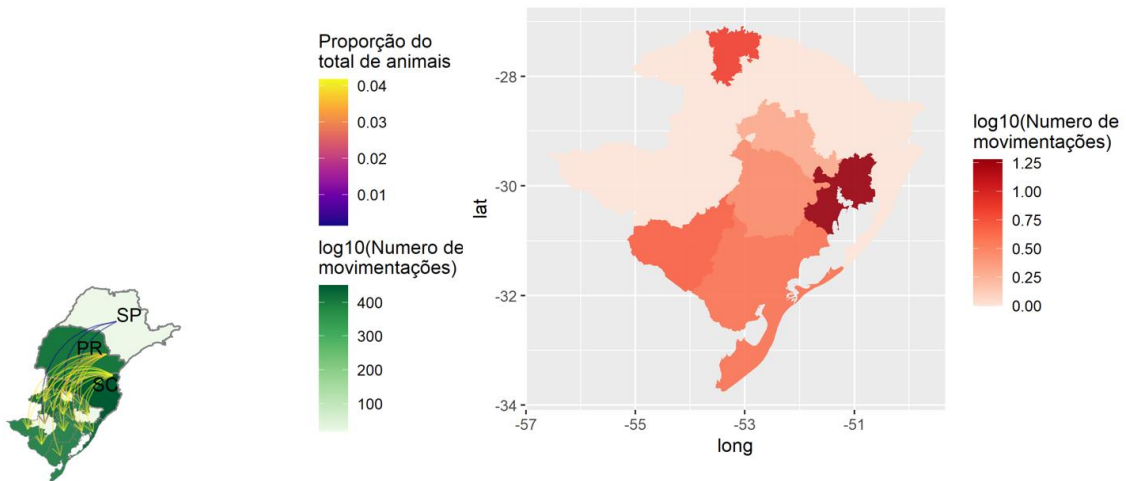 SP
PR
SC
Proporção do
total de animais
0.04
0.03
0.02
0.01
log10(Numero de
movimentações)
400
300
200
100
lat
-28
-30
-32
-34
-57
-55
-53
-51
long
log10(Numero de
movimentações)
1.25
1.00
0.75
0.50
0.25
0.00